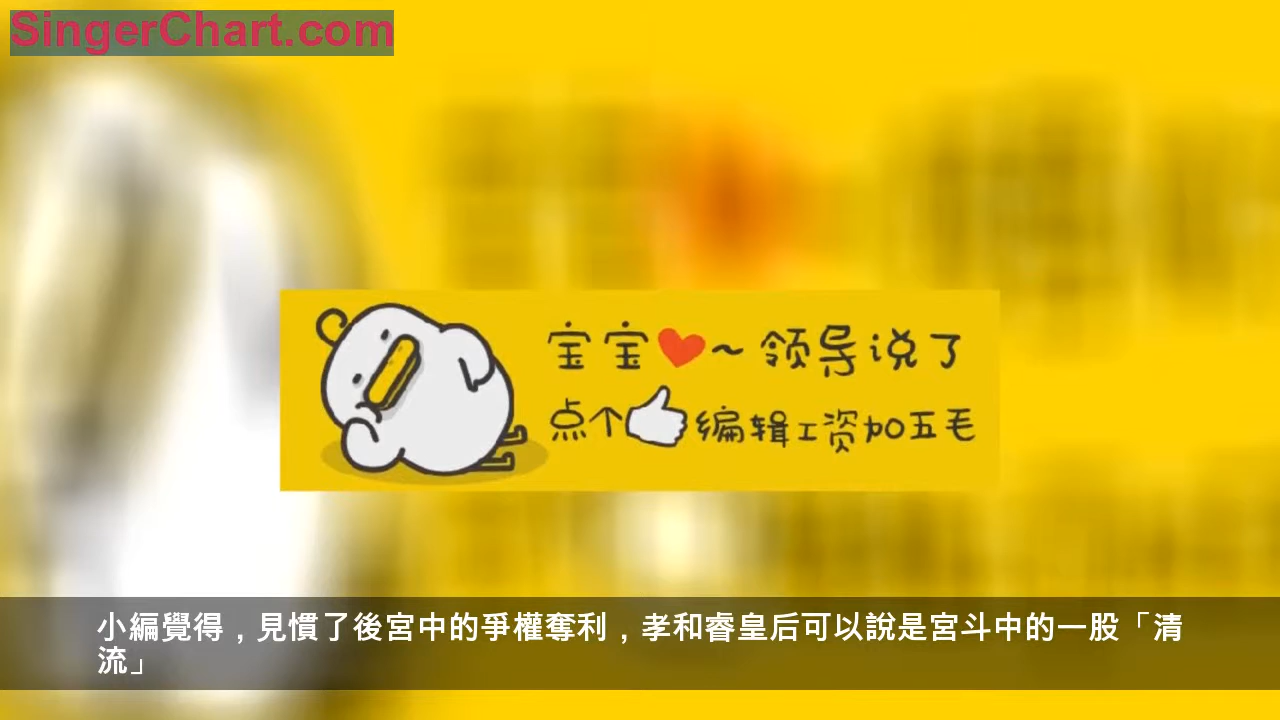 SingerChart.com
宝宝❤~领导说了
点个👍编辑工资加五毛
小編覺得，見慣了後宮中的爭權奪利，孝和睿皇后可以說是宮斗中的一股「清
流」